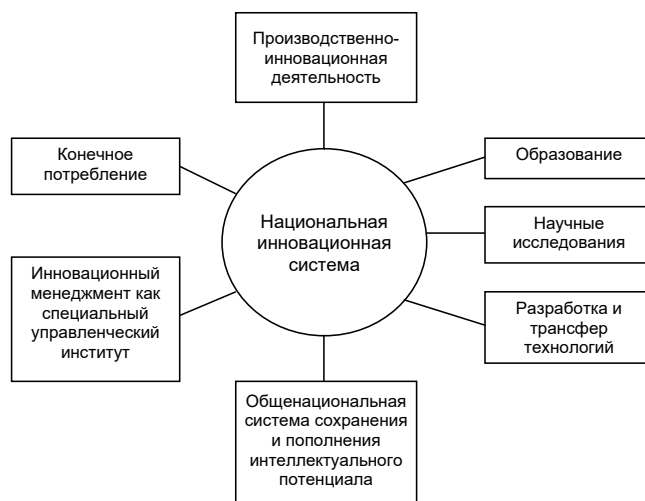 Производственно-
инновационная
деятельность
Конечное
потребление
Образование
Национальная
инновационная
система
Научные
исследования
Инновационный
менеджмент как
специальный
управленческий
институт
Разработка и
трансфер
технологий
Общенациональная
система сохранения
и пополнения
интеллектуального
потенциала